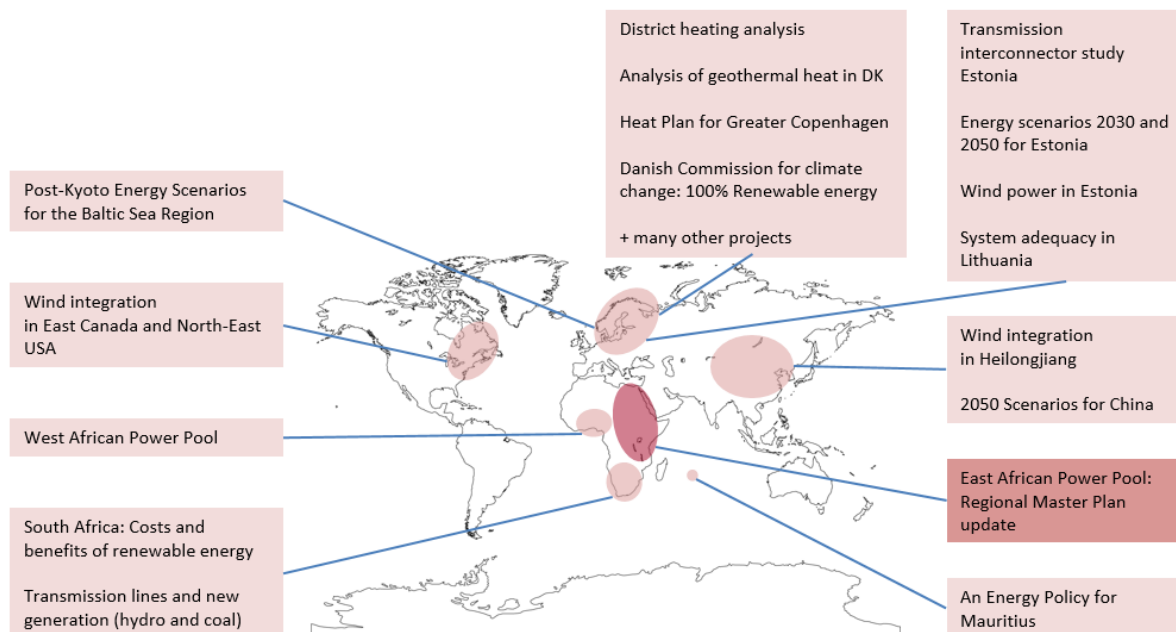 District heating analysis
Analysis of geothermal heat in DK
Heat Plan for Greater Copenhagen
Danish Commission for climate
change: 100% Renewable energy
+ many other projects
Transmission
interconnector study
Estonia
Energy scenarios 2030 and
2050 for Estonia
Wind power in Estonia
System adequacy in
Lithuania
Post-Kyoto Energy Scenarios
for the Baltic Sea Region
Wind integration
in East Canada and North-East
USA
West African Power Pool
South Africa: Costs and
benefits of renewable energy
Transmission lines and new
generation (hydro and coal)
Wind integration
in Heilongjiang
2050 Scenarios for China
East African Power Pool:
Regional Master Plan
update
An Energy Policy for
Mauritius